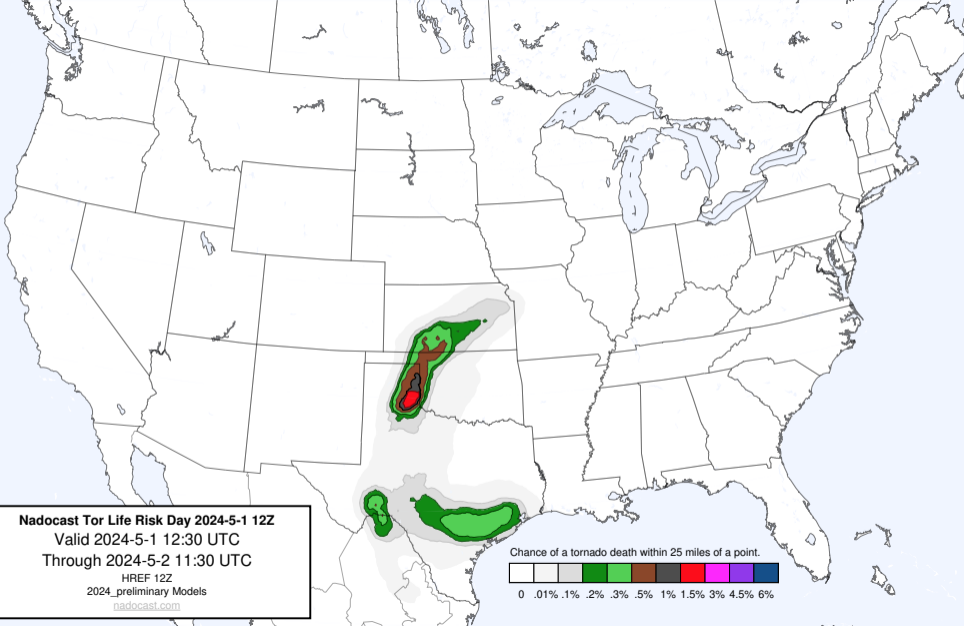 Nadocast Tor Life Risk Day 2024-5-1 12Z
Valid 2024-5-1 12:30 UTC
Through 2024-5-2 11:30 UTC
HREF 12Z
2024_preliminary Models
nadocast.com
Chance of a tornado death within 25 miles of a point.
0 .01% .1% .2% .3% .5% 1% 1.5% 3% 4.5% 6%